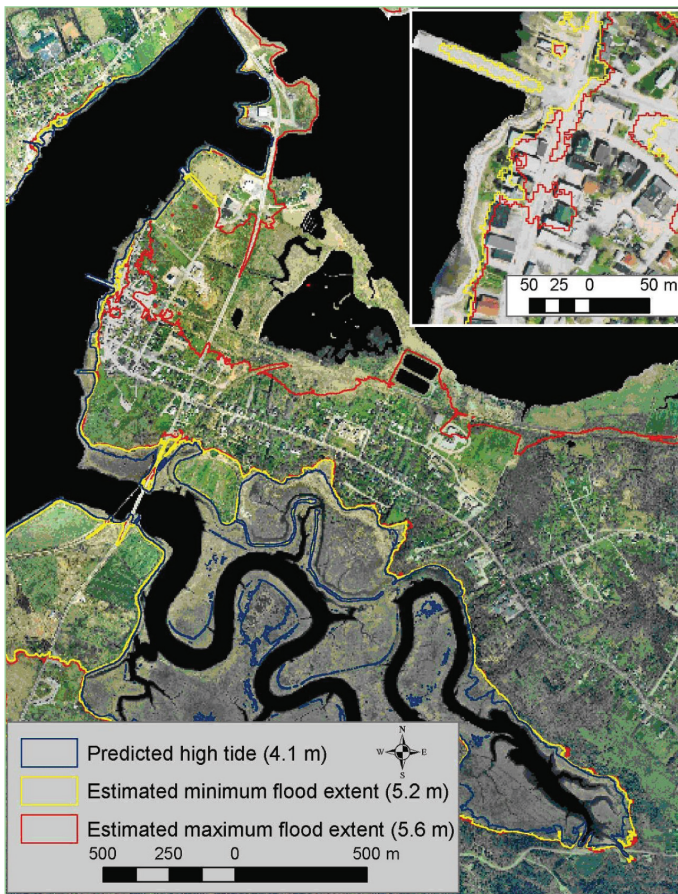 50 25 0 50 m
N
W E
S
Predicted high tide (4.1 m)
Estimated minimum flood extent (5.2 m)
Estimated maximum flood extent (5.6 m)
500 250 0 500 m